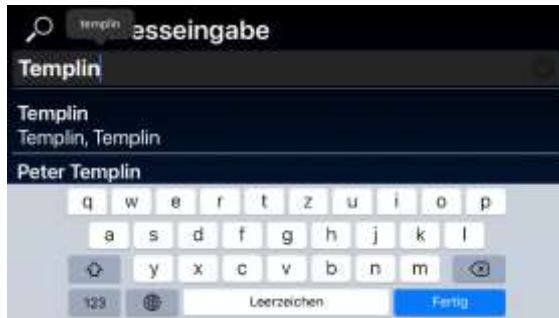 templin
esseingabe
Templin
Templin
Templin, Templin
Peter Templin
q w e r t z u i o p
a s d f g h j k l
y x c v b n m
123 Leerzeichen Fertig